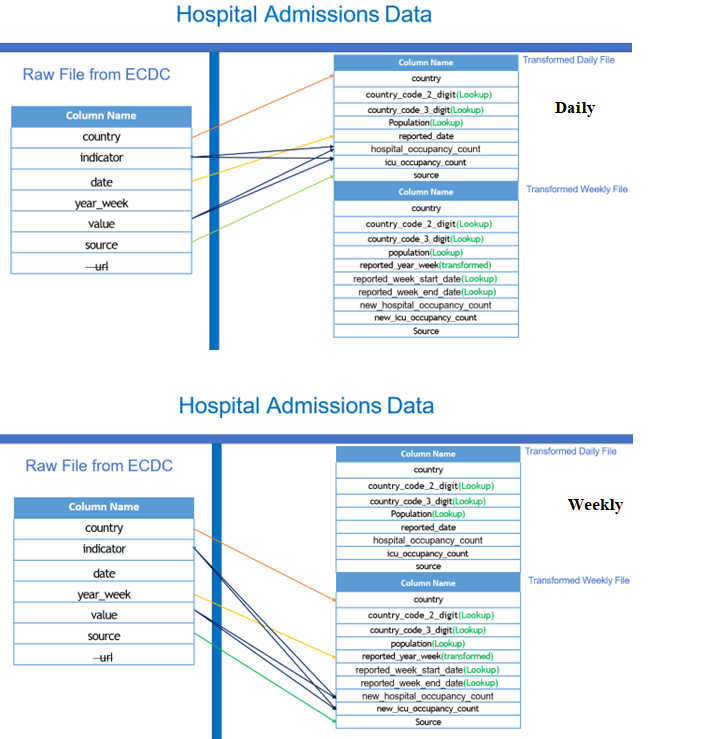 Hospital Admissions Data
Raw File from ECDC
Column Name
country
indicator
date
year_week
value
source
url
Column Name
Transformed Daily File
country
country_code_2_digit(Lookup)
country_code_3_digit(Lookup)
Population(Lookup)
reported_date
hospital_occupancy_count
icu_occupancy_count
source
Daily
Column Name
Transformed Weekly File
country
country_code_2_digit(Lookup)
country_code_3_digit(Lookup)
population(Lookup)
reported_year_week(transformed)
reported_week_start_date(Lookup)
reported_week_end_date(Lookup)
new_hospital_occupancy_count
new_icu_occupancy_count
Source
Hospital Admissions Data
Raw File from ECDC
Column Name
country
indicator
date
year_week
value
source
url
Column Name
Transformed Daily File
country
country_code_2_digit(Lookup)
country_code_3_digit(Lookup)
Population(Lookup)
reported_date
hospital_occupancy_count
icu_occupancy_count
source
Weekly
Column Name
Transformed Weekly File
country
country_code_2_digit(Lookup)
country_code_3_digit(Lookup)
population(Lookup)
reported_year_week(transformed)
reported_week_start_date(Lookup)
reported_week_end_date(Lookup)
new_hospital_occupancy_count
new_icu_occupancy_count
Source